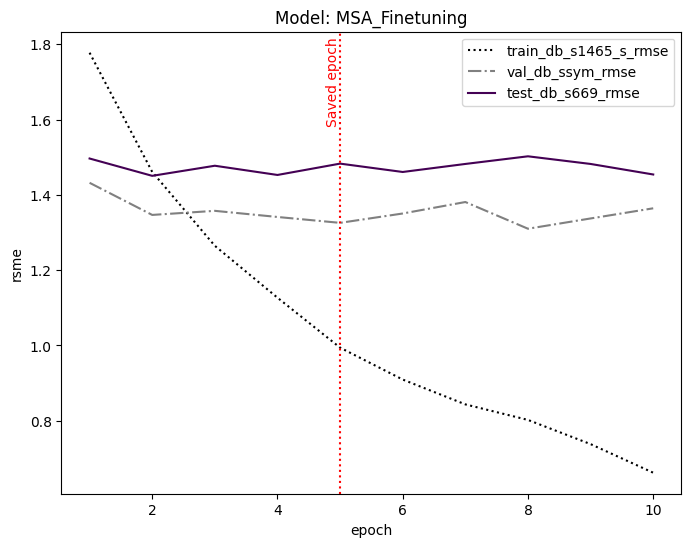 Model: MSA_Finetuning
1.8
1.6
1.4
1.2
1.0
0.8
rsme
Saved epoch
train_db_s1465_s_rmse
val_db_ssym_rmse
test_db_s669_rmse
2
4
6
8
10
epoch